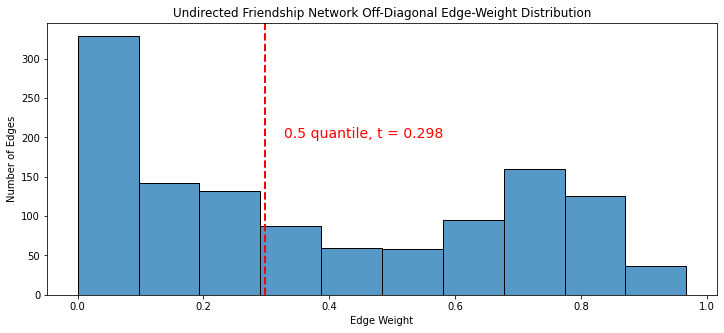 Undirected Friendship Network Off-Diagonal Edge-Weight Distribution
Number of Edges
300
250
200
150
100
50
0
0.5 quantile, t = 0.298
0.0 0.2 0.4 0.6 0.8 1.0
Edge Weight